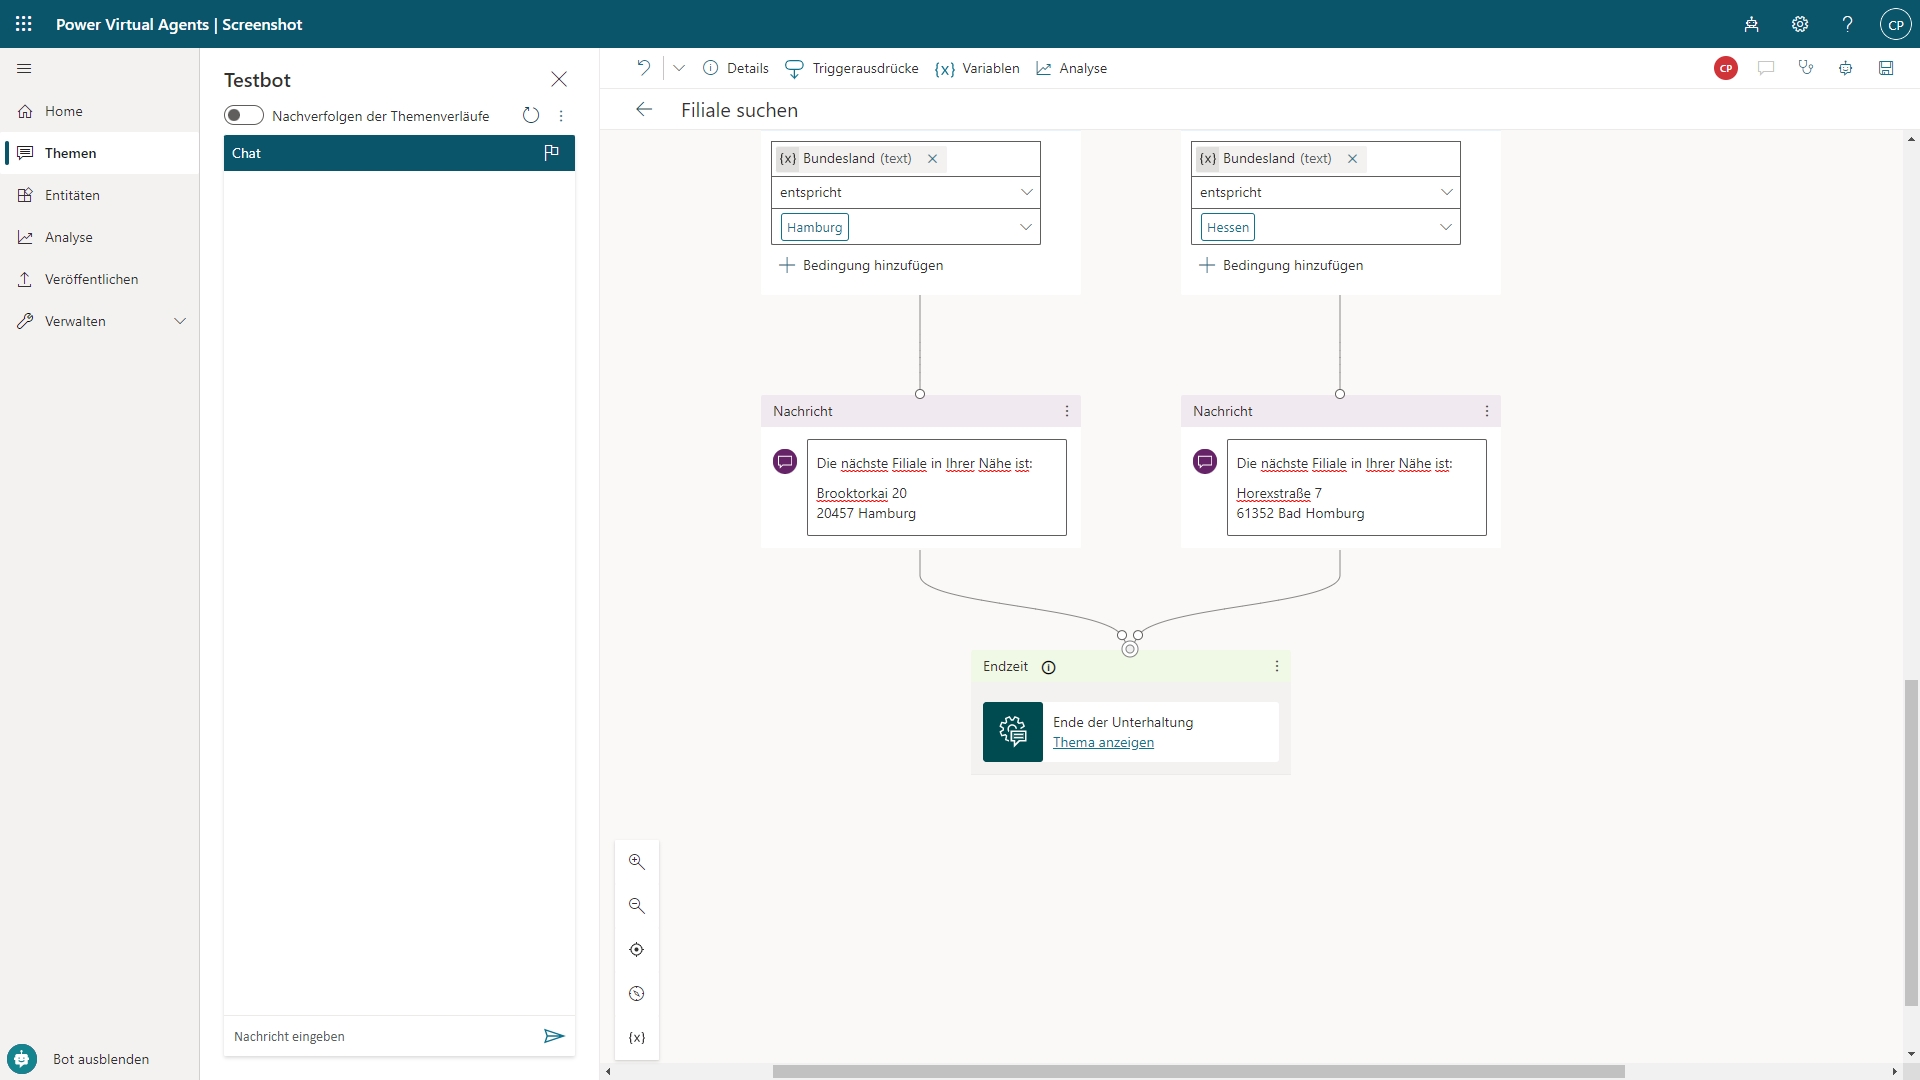 Power Virtual Agents | Screenshot
CP
Home
Themen
Entitäten
Analyse
Veröffentlichen
Verwalten
Bot ausblenden
Testbot
Nachverfolgen der Themenverläufe
Chat
Nachricht eingeben
Details
Triggerausdrücke
{x} Variablen
Analyse
CP
Filiale suchen
{x} Bundesland (text)
entspricht
Hamburg
Bedingung hinzufügen
{x} Bundesland (text)
entspricht
Hessen
Bedingung hinzufügen
Nachricht
Die nächste Filiale in Ihrer Nähe ist:
Brooktorkai 20
20457 Hamburg
Nachricht
Die nächste Filiale in Ihrer Nähe ist:
Horexstraße 7
61352 Bad Homburg
Endzeit
Ende der Unterhaltung
Thema anzeigen
{x}